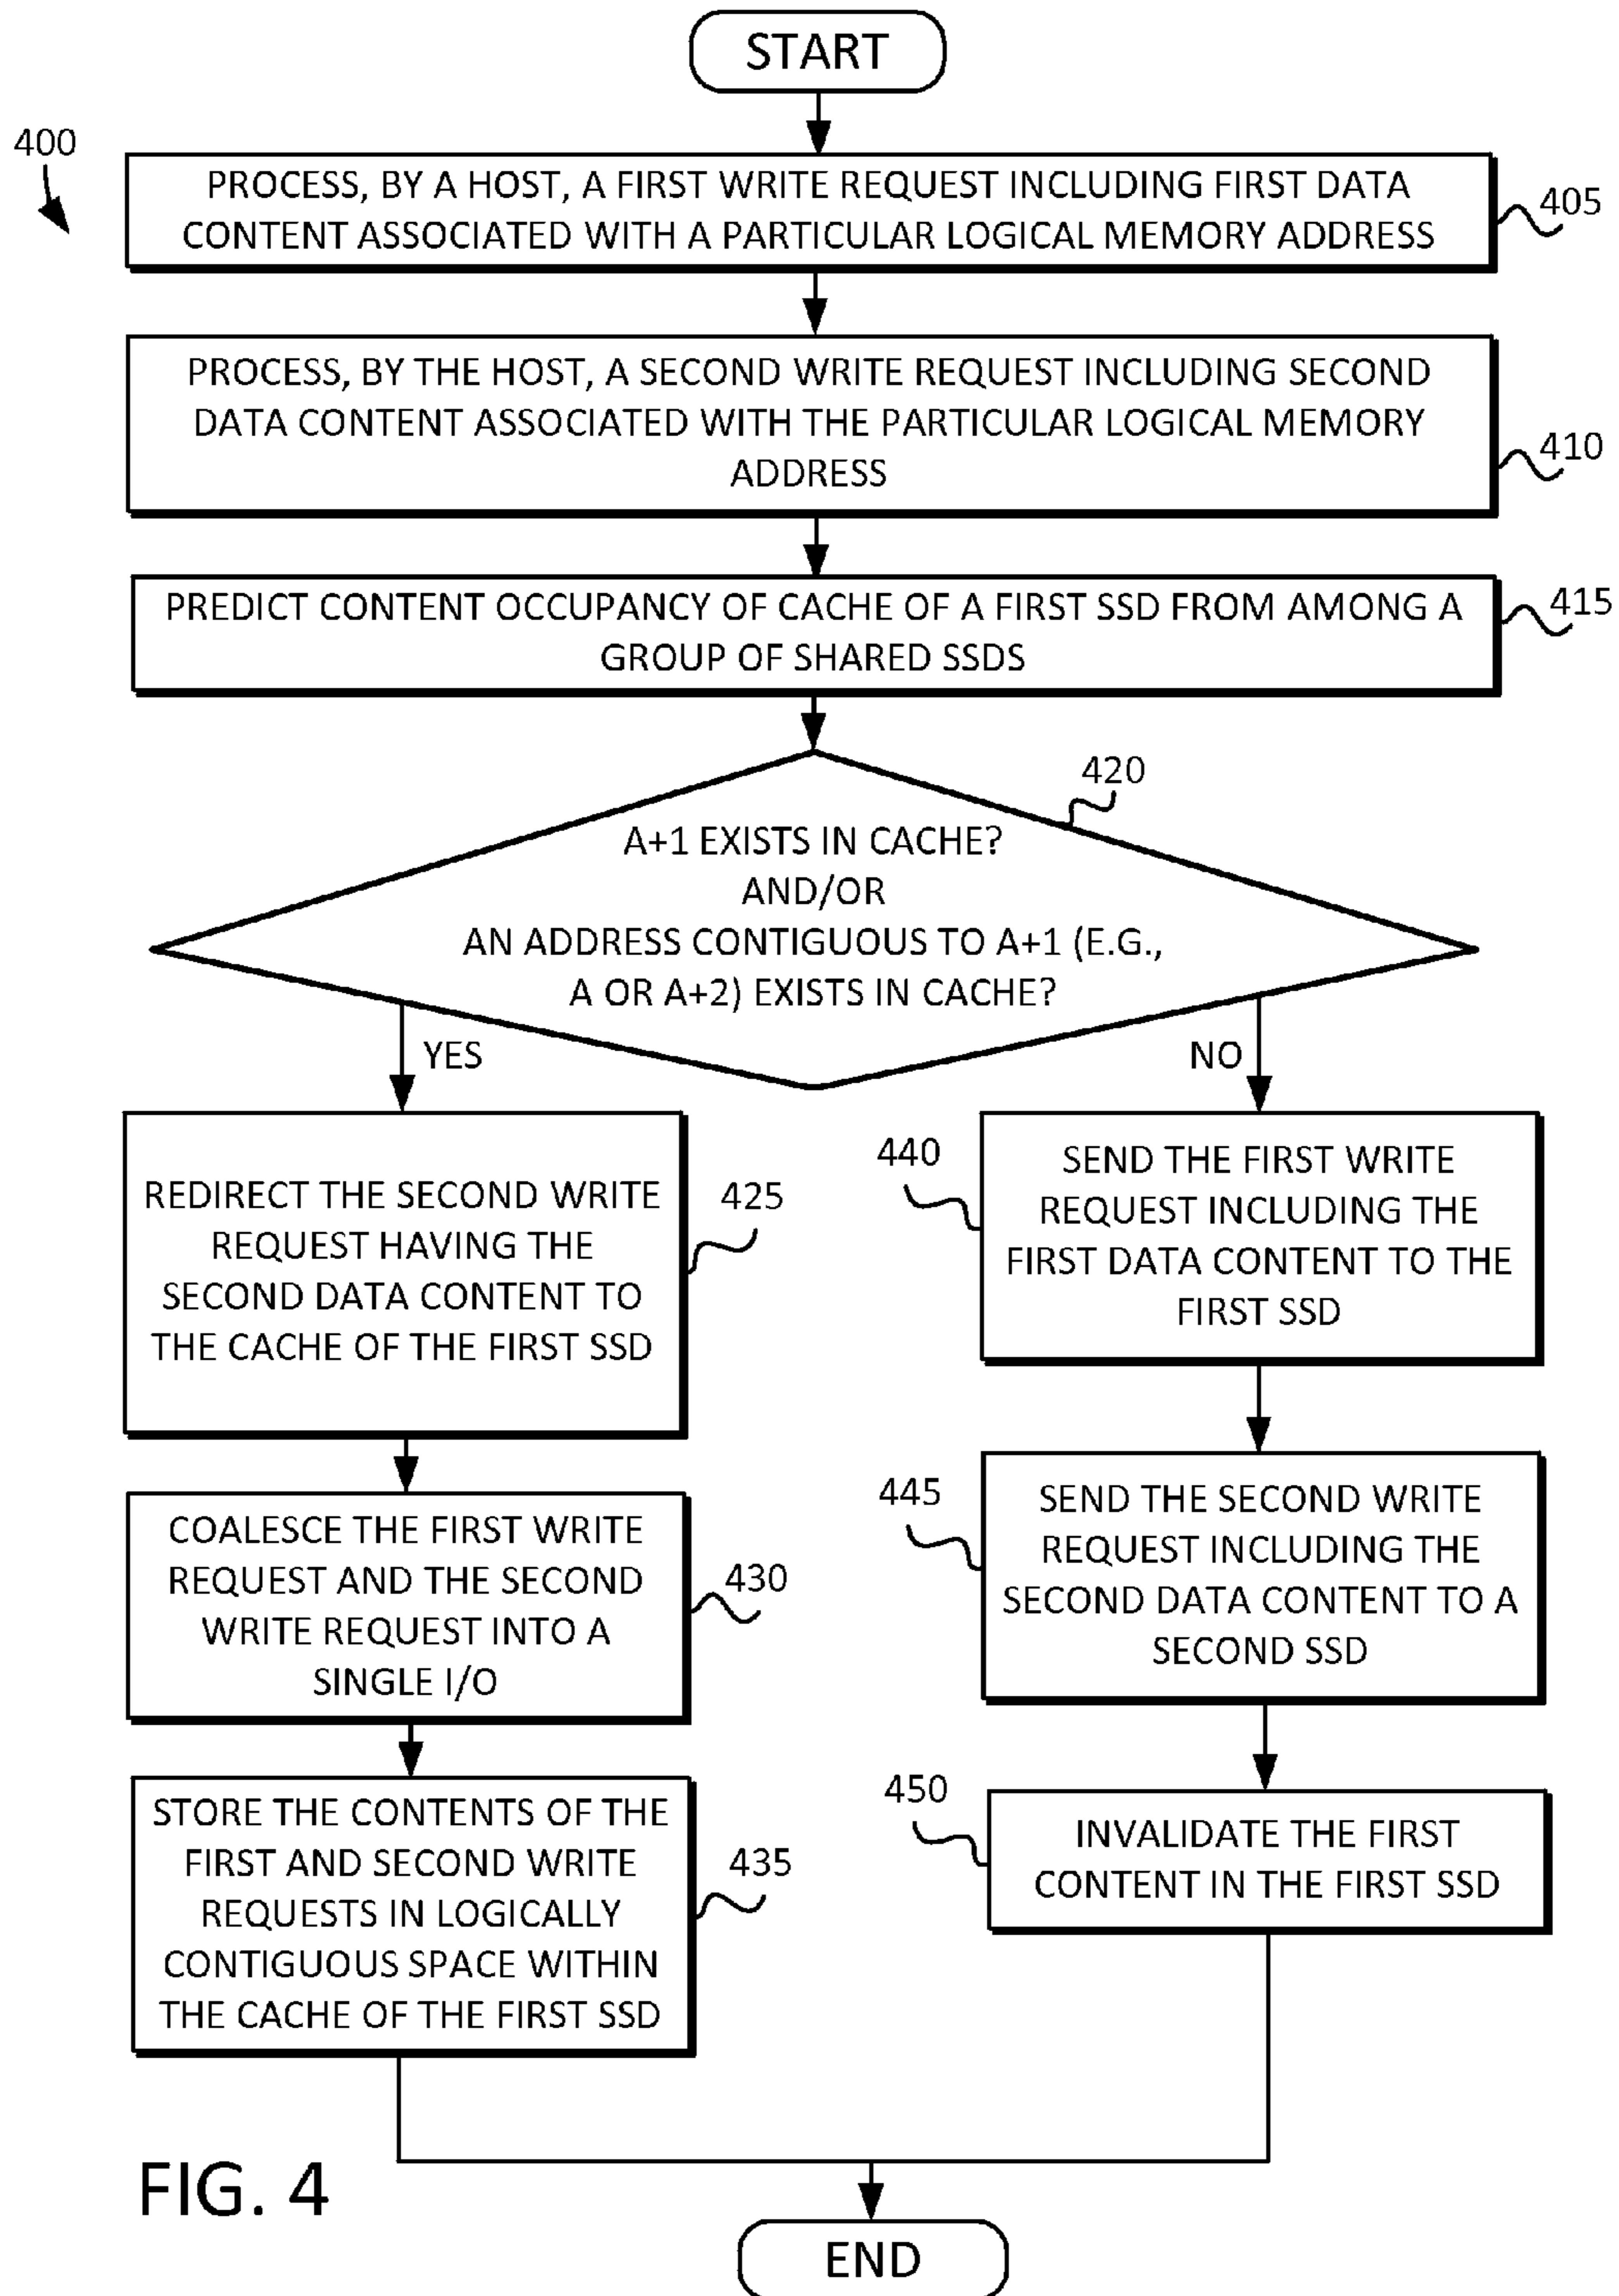 START
400
PROCESS, BY A HOST, A FIRST WRITE REQUEST INCLUDING FIRST DATA
CONTENT ASSOCIATED WITH A PARTICULAR LOGICAL MEMORY ADDRESS
405
PROCESS, BY THE HOST, A SECOND WRITE REQUEST INCLUDING SECOND
DATA CONTENT ASSOCIATED WITH THE PARTICULAR LOGICAL MEMORY
ADDRESS
410
PREDICT CONTENT OCCUPANCY OF CACHE OF A FIRST SSD FROM AMONG A
GROUP OF SHARED SSDS
415
420
A+1 EXISTS IN CACHE?
AND/OR
AN ADDRESS CONTIGUOUS TO A+1 (E.G.,
A OR A+2) EXISTS IN CACHE?
YES
NO
REDIRECT THE SECOND WRITE
REQUEST HAVING THE
SECOND DATA CONTENT TO
THE CACHE OF THE FIRST SSD
425
COALESCE THE FIRST WRITE
REQUEST AND THE SECOND
WRITE REQUEST INTO A
SINGLE I/O
430
STORE THE CONTENTS OF THE
FIRST AND SECOND WRITE
REQUESTS IN LOGICALLY
CONTIGUOUS SPACE WITHIN
THE CACHE OF THE FIRST SSD
435
440
SEND THE FIRST WRITE
REQUEST INCLUDING THE
FIRST DATA CONTENT TO THE
FIRST SSD
445
SEND THE SECOND WRITE
REQUEST INCLUDING THE
SECOND DATA CONTENT TO A
SECOND SSD
450
INVALIDATE THE FIRST
CONTENT IN THE FIRST SSD
FIG. 4
END